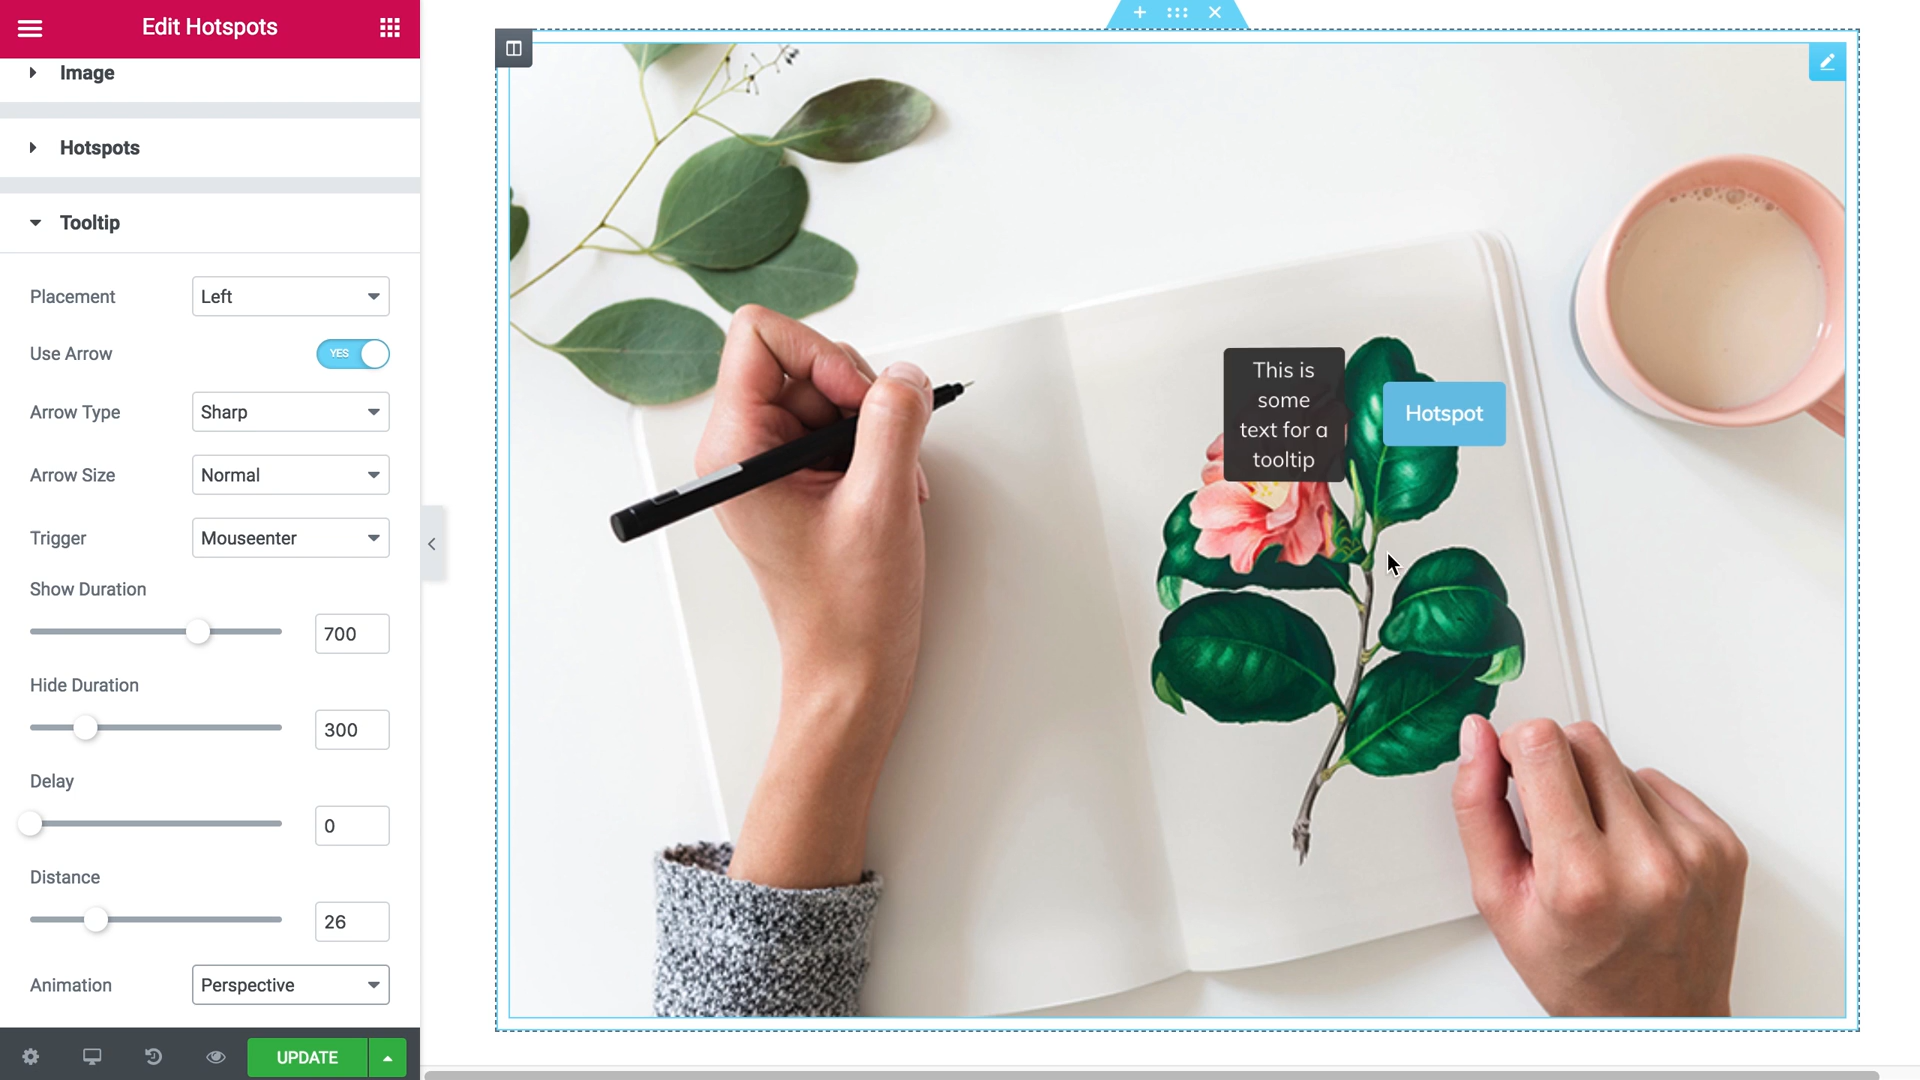 Edit Hotspots
Image
Hotspots
Tooltip
Placement
Left
Use Arrow
YES
Arrow Type
Sharp
Arrow Size
Normal
Trigger
Mouseenter
Show Duration
700
Hide Duration
300
Delay
0
Distance
26
Animation
Perspective
UPDATE
This is
some
text for a
tooltip
Hotspot